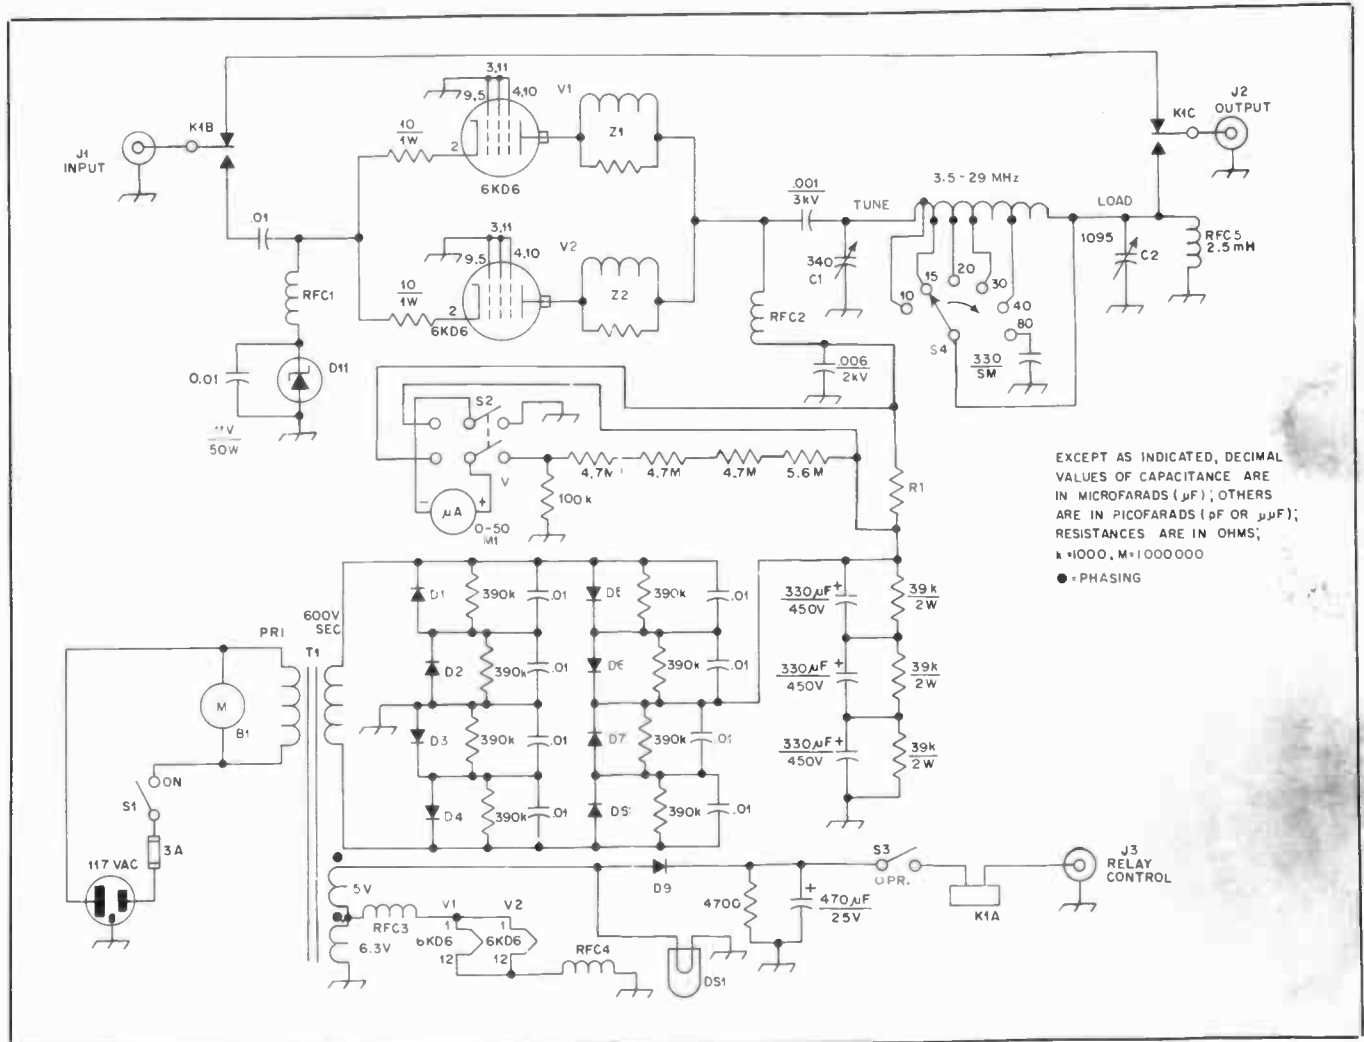 3,11
9,5
4,10
V1
K1B
J1
INPUT
10
1W
2
Z1
6KD6
K1C
J2
OUTPUT
.01
.001
3kV
TUNE
3.5-29 MHz
LOAD
3,11
9,5
4,10
V2
10
1W
2
6KD6
Z2
RFC1
RFC2
340
C1
10
15
20
30
40
80
S4
330
SM
1095
C2
RFC5
2.5mH
0.01
D11
50W
.006
2kV
S2
V
4.7M
4.7M
4.7M
5.6M
100k
R1
- +
μA
0-50
M1
EXCEPT AS INDICATED, DECIMAL
VALUES OF CAPACITANCE ARE
IN MICROFARADS (μF); OTHERS
ARE IN PICOFARADS (pF OR μμF);
RESISTANCES ARE IN OHMS;
k=1000, M=1000000
●=PHASING
PRI
T1
600V
SEC
D1
390k
.01
390k
.01
D2
390k
.01
D6
390k
.01
D3
390k
.01
D7
390k
.01
D4
390k
.01
390k
.01
330μF
450V
+
39k
2W
330μF
450V
+
39k
2W
330μF
450V
+
39k
2W
M
B1
ON
S1
3A
117 VAC
5V
6.3V
RFC3
V1
V2
1
1
6KD6
6KD6
12
12
RFC4
DS1
D9
470μF
25V
+
S3
OPR.
K1A
J3
RELAY
CONTROL